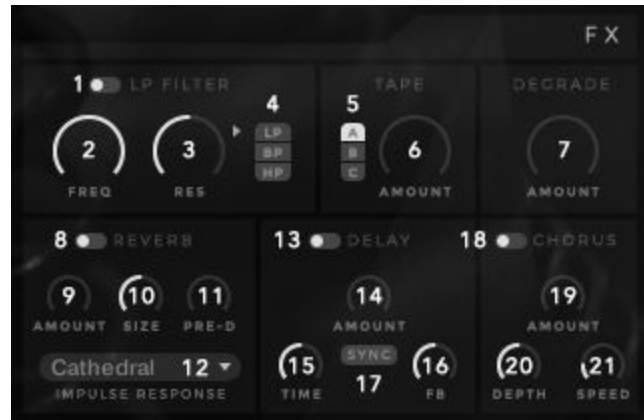 FX
1 LP FILTER
TAPE
DEGRADE
4
5
LP
BP
HP
A
B
C
2
3
6
7
FREQ
RES
AMOUNT
AMOUNT
8 REVERB
13 DELAY
18 CHORUS
9
10
11
14
19
AMOUNT
SIZE
PRE-D
AMOUNT
AMOUNT
Cathedral 12
IMPULSE RESPONSE
15
SYNC
17
16
20
21
TIME
FB
DEPTH
SPEED